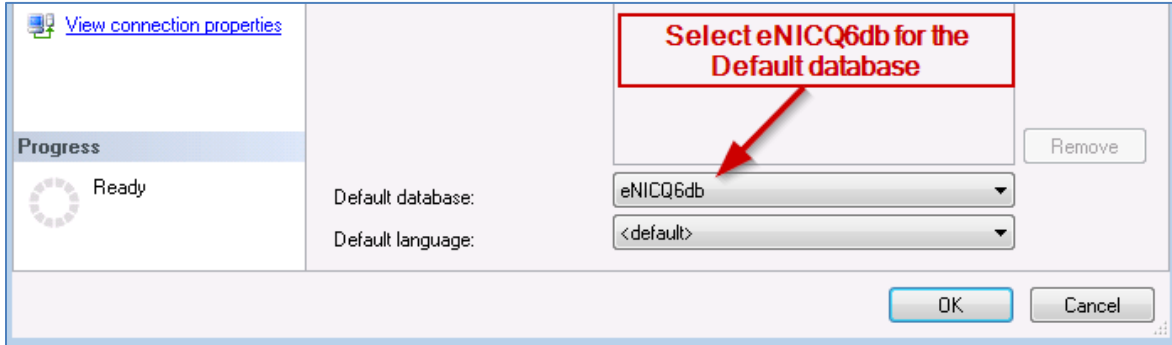 View connection properties
Select eNICQ6db for the
Default database
Progress
Remove
Ready
Default database:
eNICQ6db
Default language:
<default>
OK
Cancel